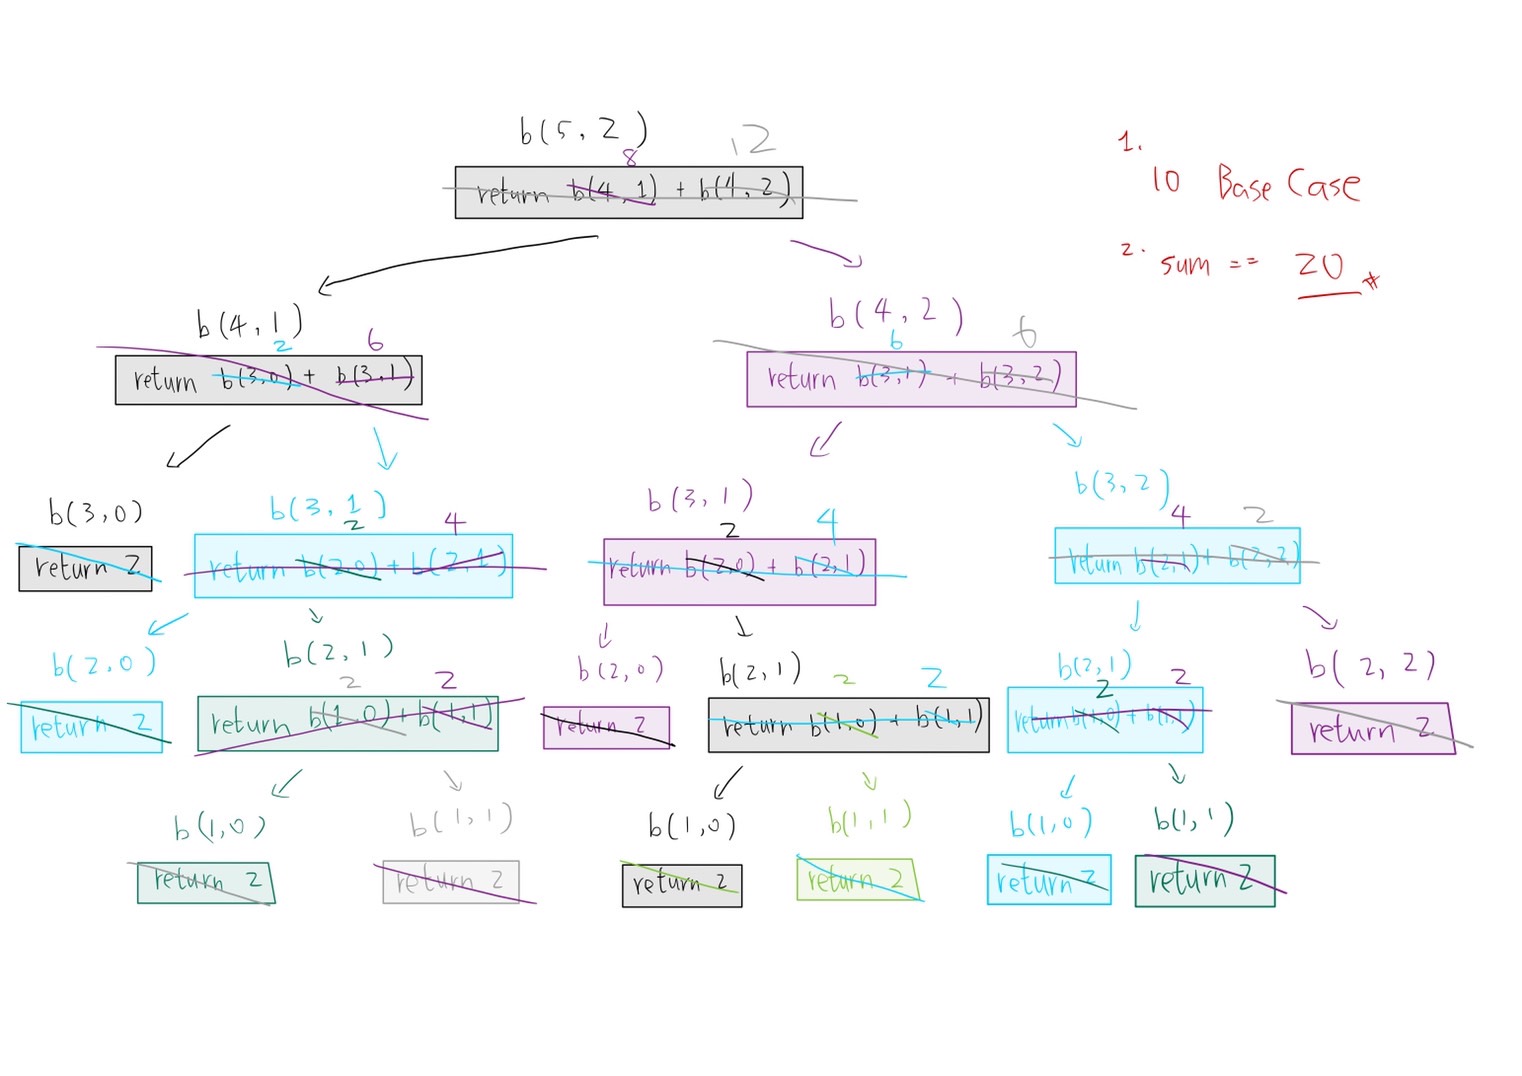 b(5, 2)
8 12
return b(4, 1) + b(4, 2)
1.
10 Base Case
2. sum == 20 *
b(4, 1)
2 6
return b(3,0) + b(3,1)
b(4, 2)
6 6
return b(3,1) + b(3,2)
b(3,0)
return 2
b(3, 1)
2 4
return b(2,0) + b(2,1)
b(3, 1)
2 4
return b(2,0) + b(2,1)
b(3, 2)
4 2
return b(2,1) + b(2,2)
b(2,0)
return 2
b(2,1)
2 2
return b(1,0) + b(1,1)
b(2,0)
return 2
b(2,1)
2 2
return b(1,0) + b(1,1)
b(2,1)
2 2
return b(1,0) + b(1,1)
b(2, 2)
return 2
b(1,0)
return 2
b(1,1)
return 2
b(1,0)
return 2
b(1,1)
return 2
b(1,0)
return 2
b(1,1)
return 2